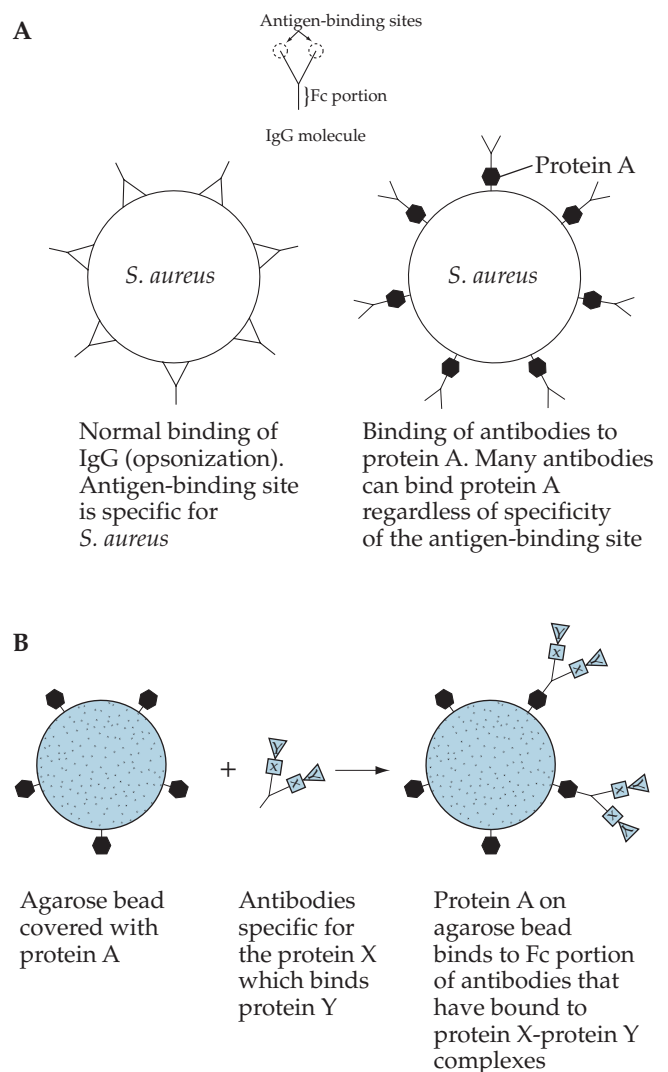 A
Antigen-binding sites
}Fc portion
IgG molecule
Protein A
S. aureus
S. aureus
Normal binding of
IgG (opsonization).
Antigen-binding site
is specific for
S. aureus
Binding of antibodies to
protein A. Many antibodies
can bind protein A
regardless of specificity
of the antigen-binding site
B
Y
X
X
Y
+
Y
X
X
Y
X
Y
X
Y
Agarose bead
covered with
protein A
Antibodies
specific for
the protein X
which binds
protein Y
Protein A on
agarose bead
binds to Fc portion
of antibodies that
have bound to
protein X-protein Y
complexes